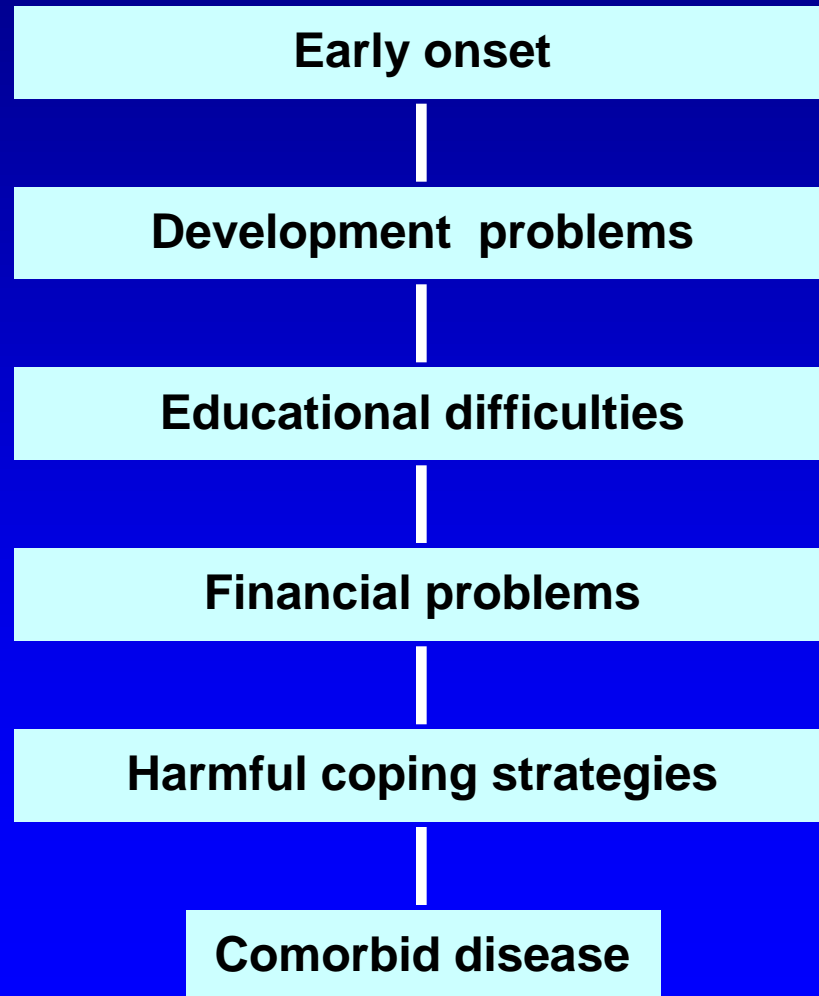 Early onset
Development  problems
Educational difficulties
Financial problems
Harmful coping strategies
Comorbid disease